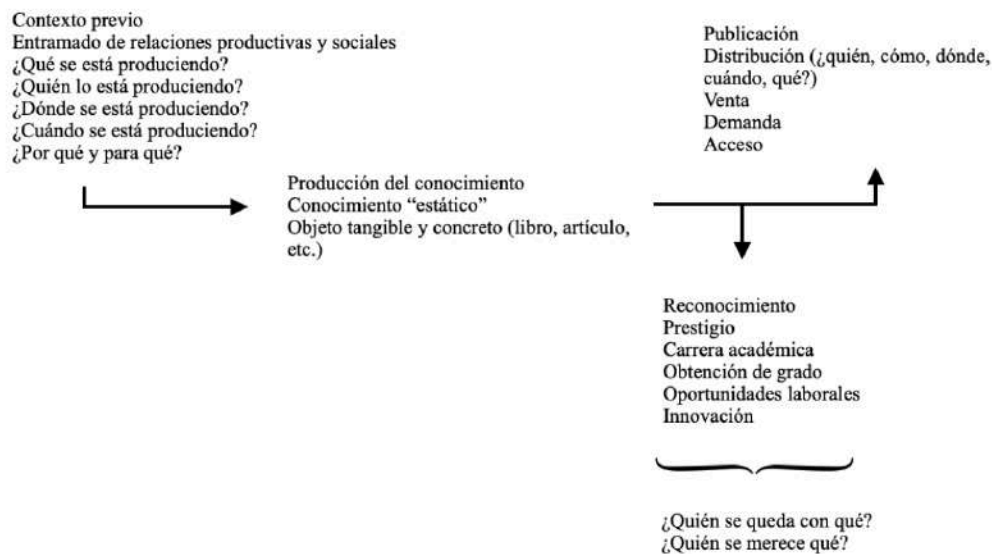 Contexto previo
Entramado de relaciones productivas y sociales
¿Qué se está produciendo?
¿Quién lo está produciendo?
¿Dónde se está produciendo?
¿Cuándo se está produciendo?
¿Por qué y para qué?
Producción del conocimiento
Conocimiento “estático”
Objeto tangible y concreto (libro, artículo,
etc.)
Publicación
Distribución (¿quién, cómo, dónde,
cuándo, qué?)
Venta
Demanda
Acceso
Reconocimiento
Prestigio
Carrera académica
Obtención de grado
Oportunidades laborales
Innovación
¿Quién se queda con qué?
¿Quién se merece qué?